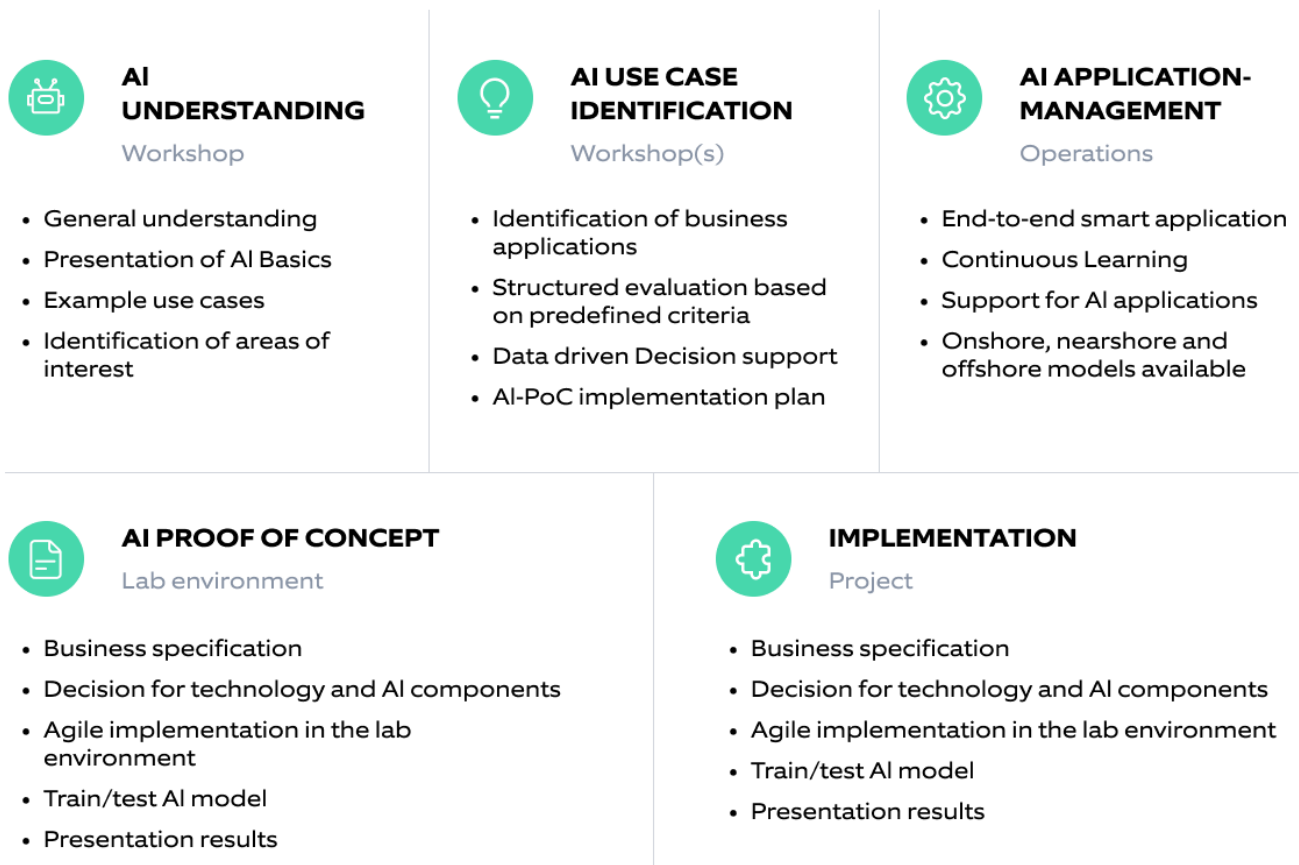 AI
UNDERSTANDING
Workshop
• General understanding
• Presentation of AI Basics
• Example use cases
• Identification of areas of
interest
AI USE CASE
IDENTIFICATION
Workshop(s)
• Identification of business
applications
• Structured evaluation based
on predefined criteria
• Data driven Decision support
• AI-PoC implementation plan
AI APPLICATION-
MANAGEMENT
Operations
• End-to-end smart application
• Continuous Learning
• Support for AI applications
• Onshore, nearshore and
offshore models available
AI PROOF OF CONCEPT
Lab environment
• Business specification
• Decision for technology and AI components
• Agile implementation in the lab
environment
• Train/test AI model
• Presentation results
IMPLEMENTATION
Project
• Business specification
• Decision for technology and AI components
• Agile implementation in the lab environment
• Train/test AI model
• Presentation results